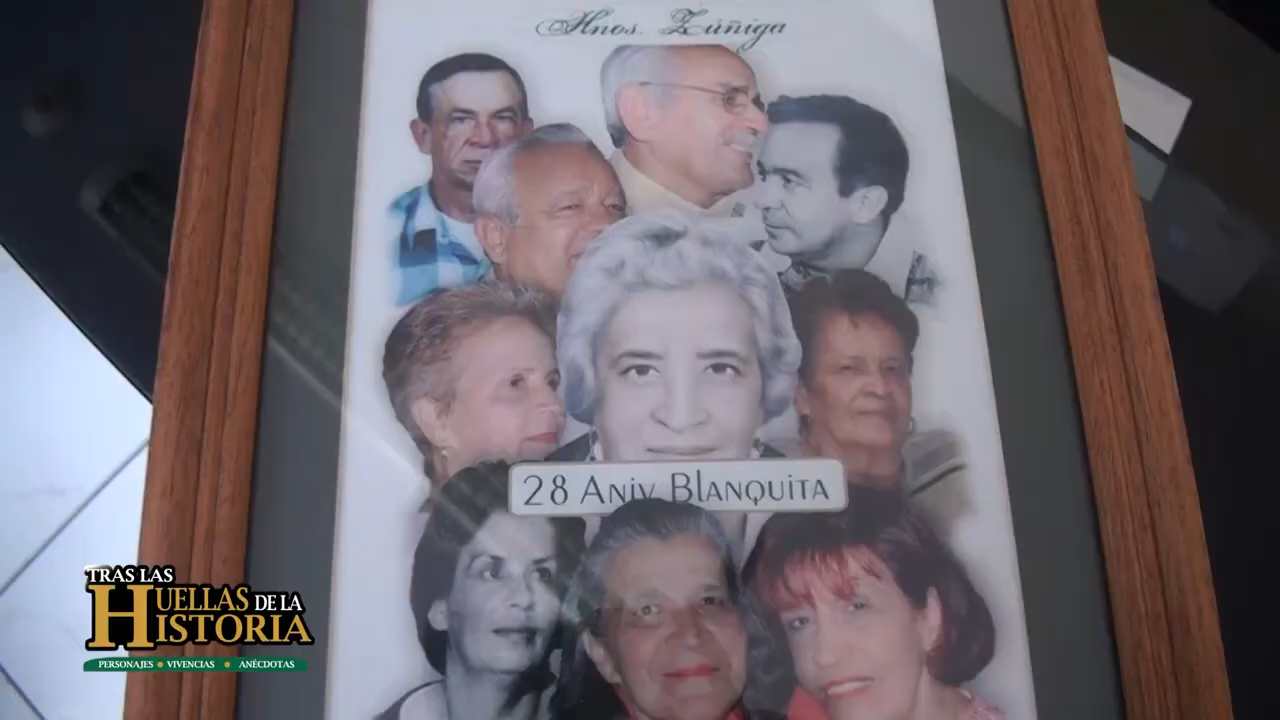 Hnos. Zúñiga
28 Aniv Blanquita
TRAS LAS
HUELLAS DE LA
HISTORIA
PERSONAJES • VIVENCIAS • ANÉCDOTAS